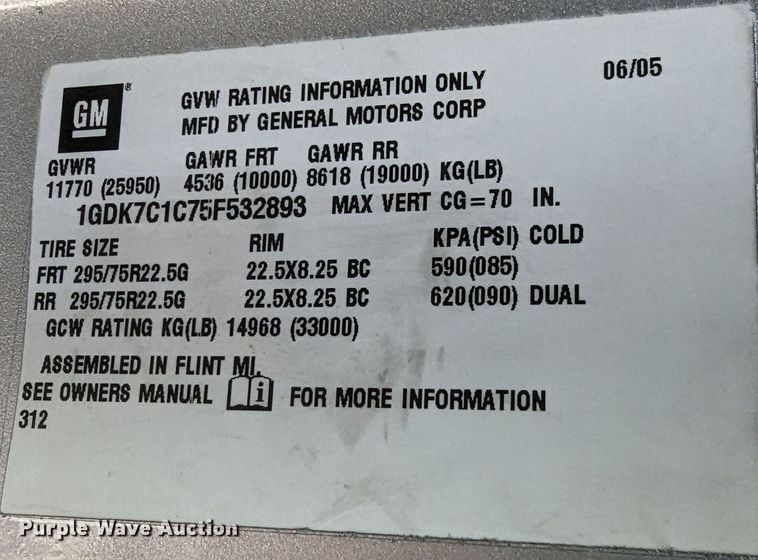 GM ®
GVW RATING INFORMATION ONLY 06/05
MFD BY GENERAL MOTORS CORP
GVWR GAWR FRT GAWR RR
11770 (25950) 4536 (10000) 8618 (19000) KG(LB)
1GDK7C1C75F532893 MAX VERT CG=70 IN.
TIRE SIZE RIM KPA(PSI) COLD
FRT 295/75R22.5G 22.5X8.25 BC 590(085)
RR 295/75R22.5G 22.5X8.25 BC 620(090) DUAL
GCW RATING KG(LB) 14968 (33000)
ASSEMBLED IN FLINT MI.
SEE OWNERS MANUAL i FOR MORE INFORMATION
312
Purple Wave Auction